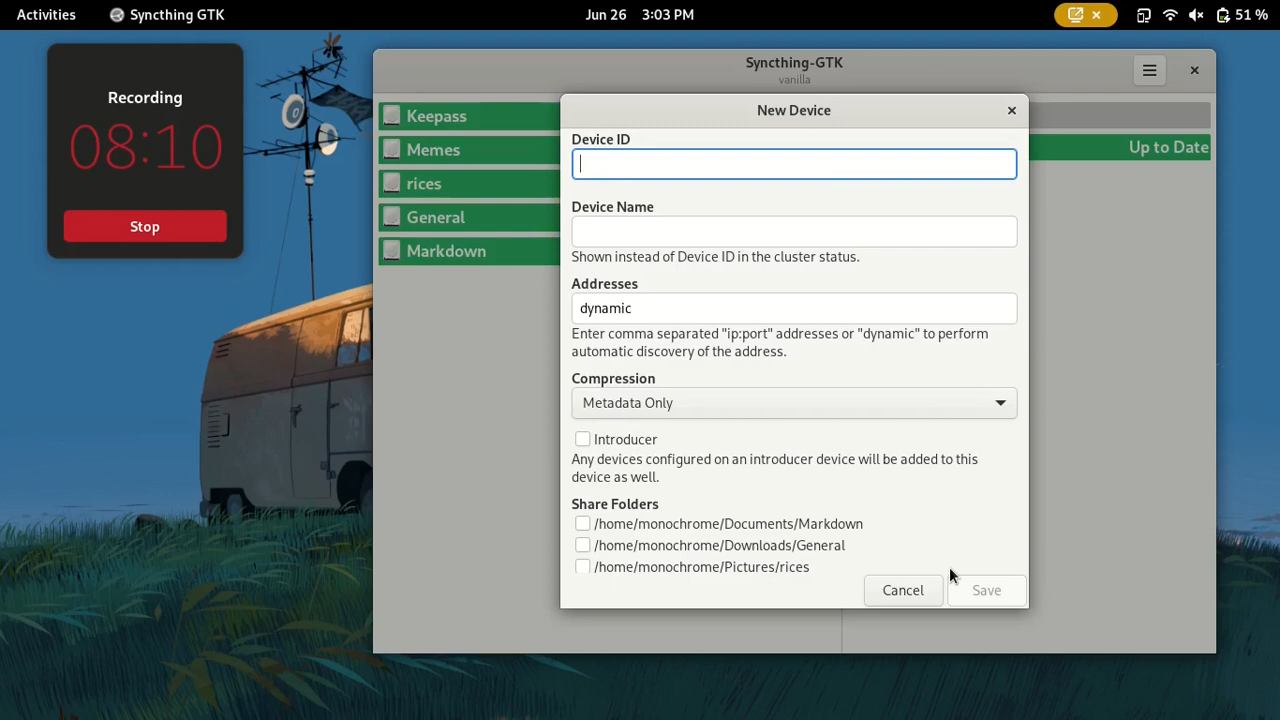 Activities
Syncthing GTK
Jun 26 3:03 PM
51 %
Recording
08:10
Stop
Syncthing-GTK
vanilla
Keepass
Memes
rices
General
Markdown
Up to Date
New Device
Device ID
Device Name
Shown instead of Device ID in the cluster status.
Addresses
dynamic
Enter comma separated "ip:port" addresses or "dynamic" to perform
automatic discovery of the address.
Compression
Metadata Only
Introducer
Any devices configured on an introducer device will be added to this
device as well.
Share Folders
/home/monochrome/Documents/Markdown
/home/monochrome/Downloads/General
/home/monochrome/Pictures/rices
Cancel
Save